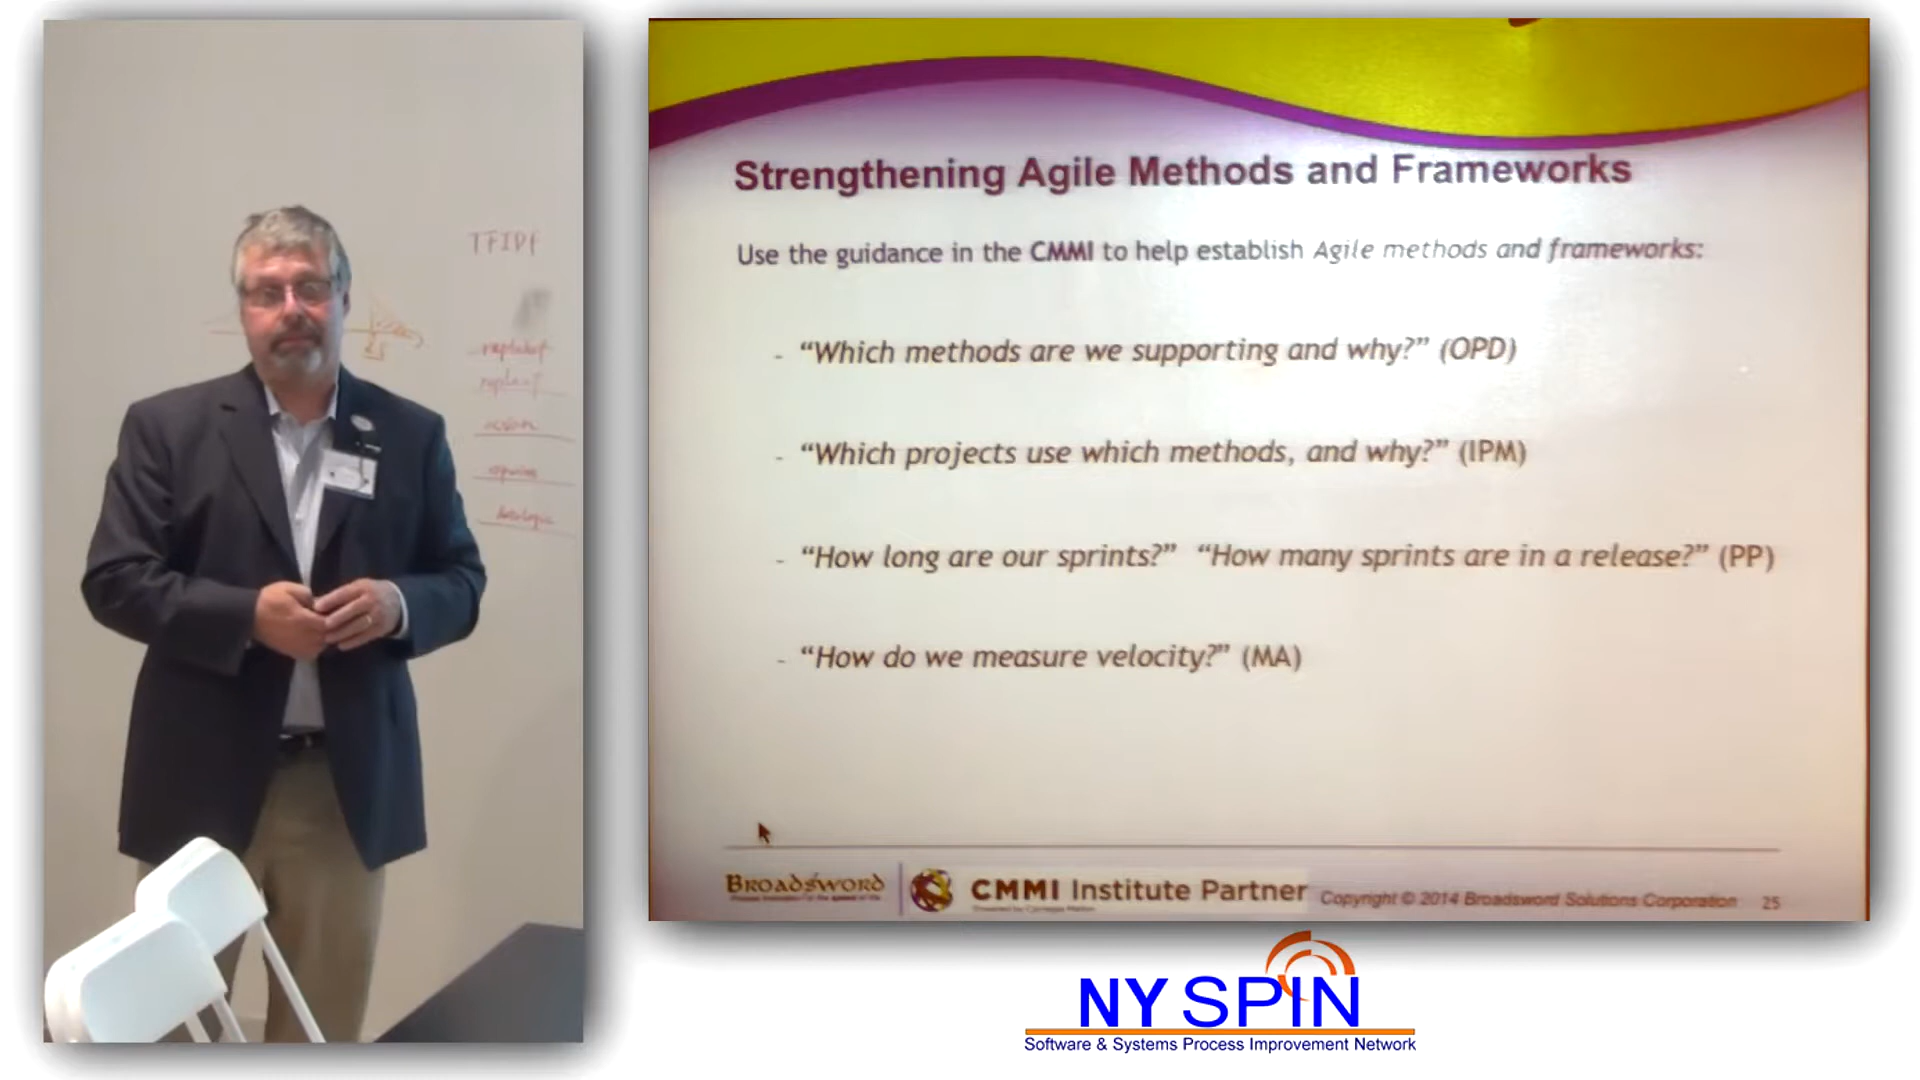 TFIDF
Strengthening Agile Methods and Frameworks
Use the guidance in the CMMI to help establish Agile methods and frameworks:
- “Which methods are we supporting and why?” (OPD)
- “Which projects use which methods, and why?” (IPM)
- “How long are our sprints?” “How many sprints are in a release?” (PP)
- “How do we measure velocity?” (MA)
BROADSWORD
CMMI Institute Partner
Copyright © 2014 Broadsword Solutions Corporation 25
NY SPIN
Software & Systems Process Improvement Network